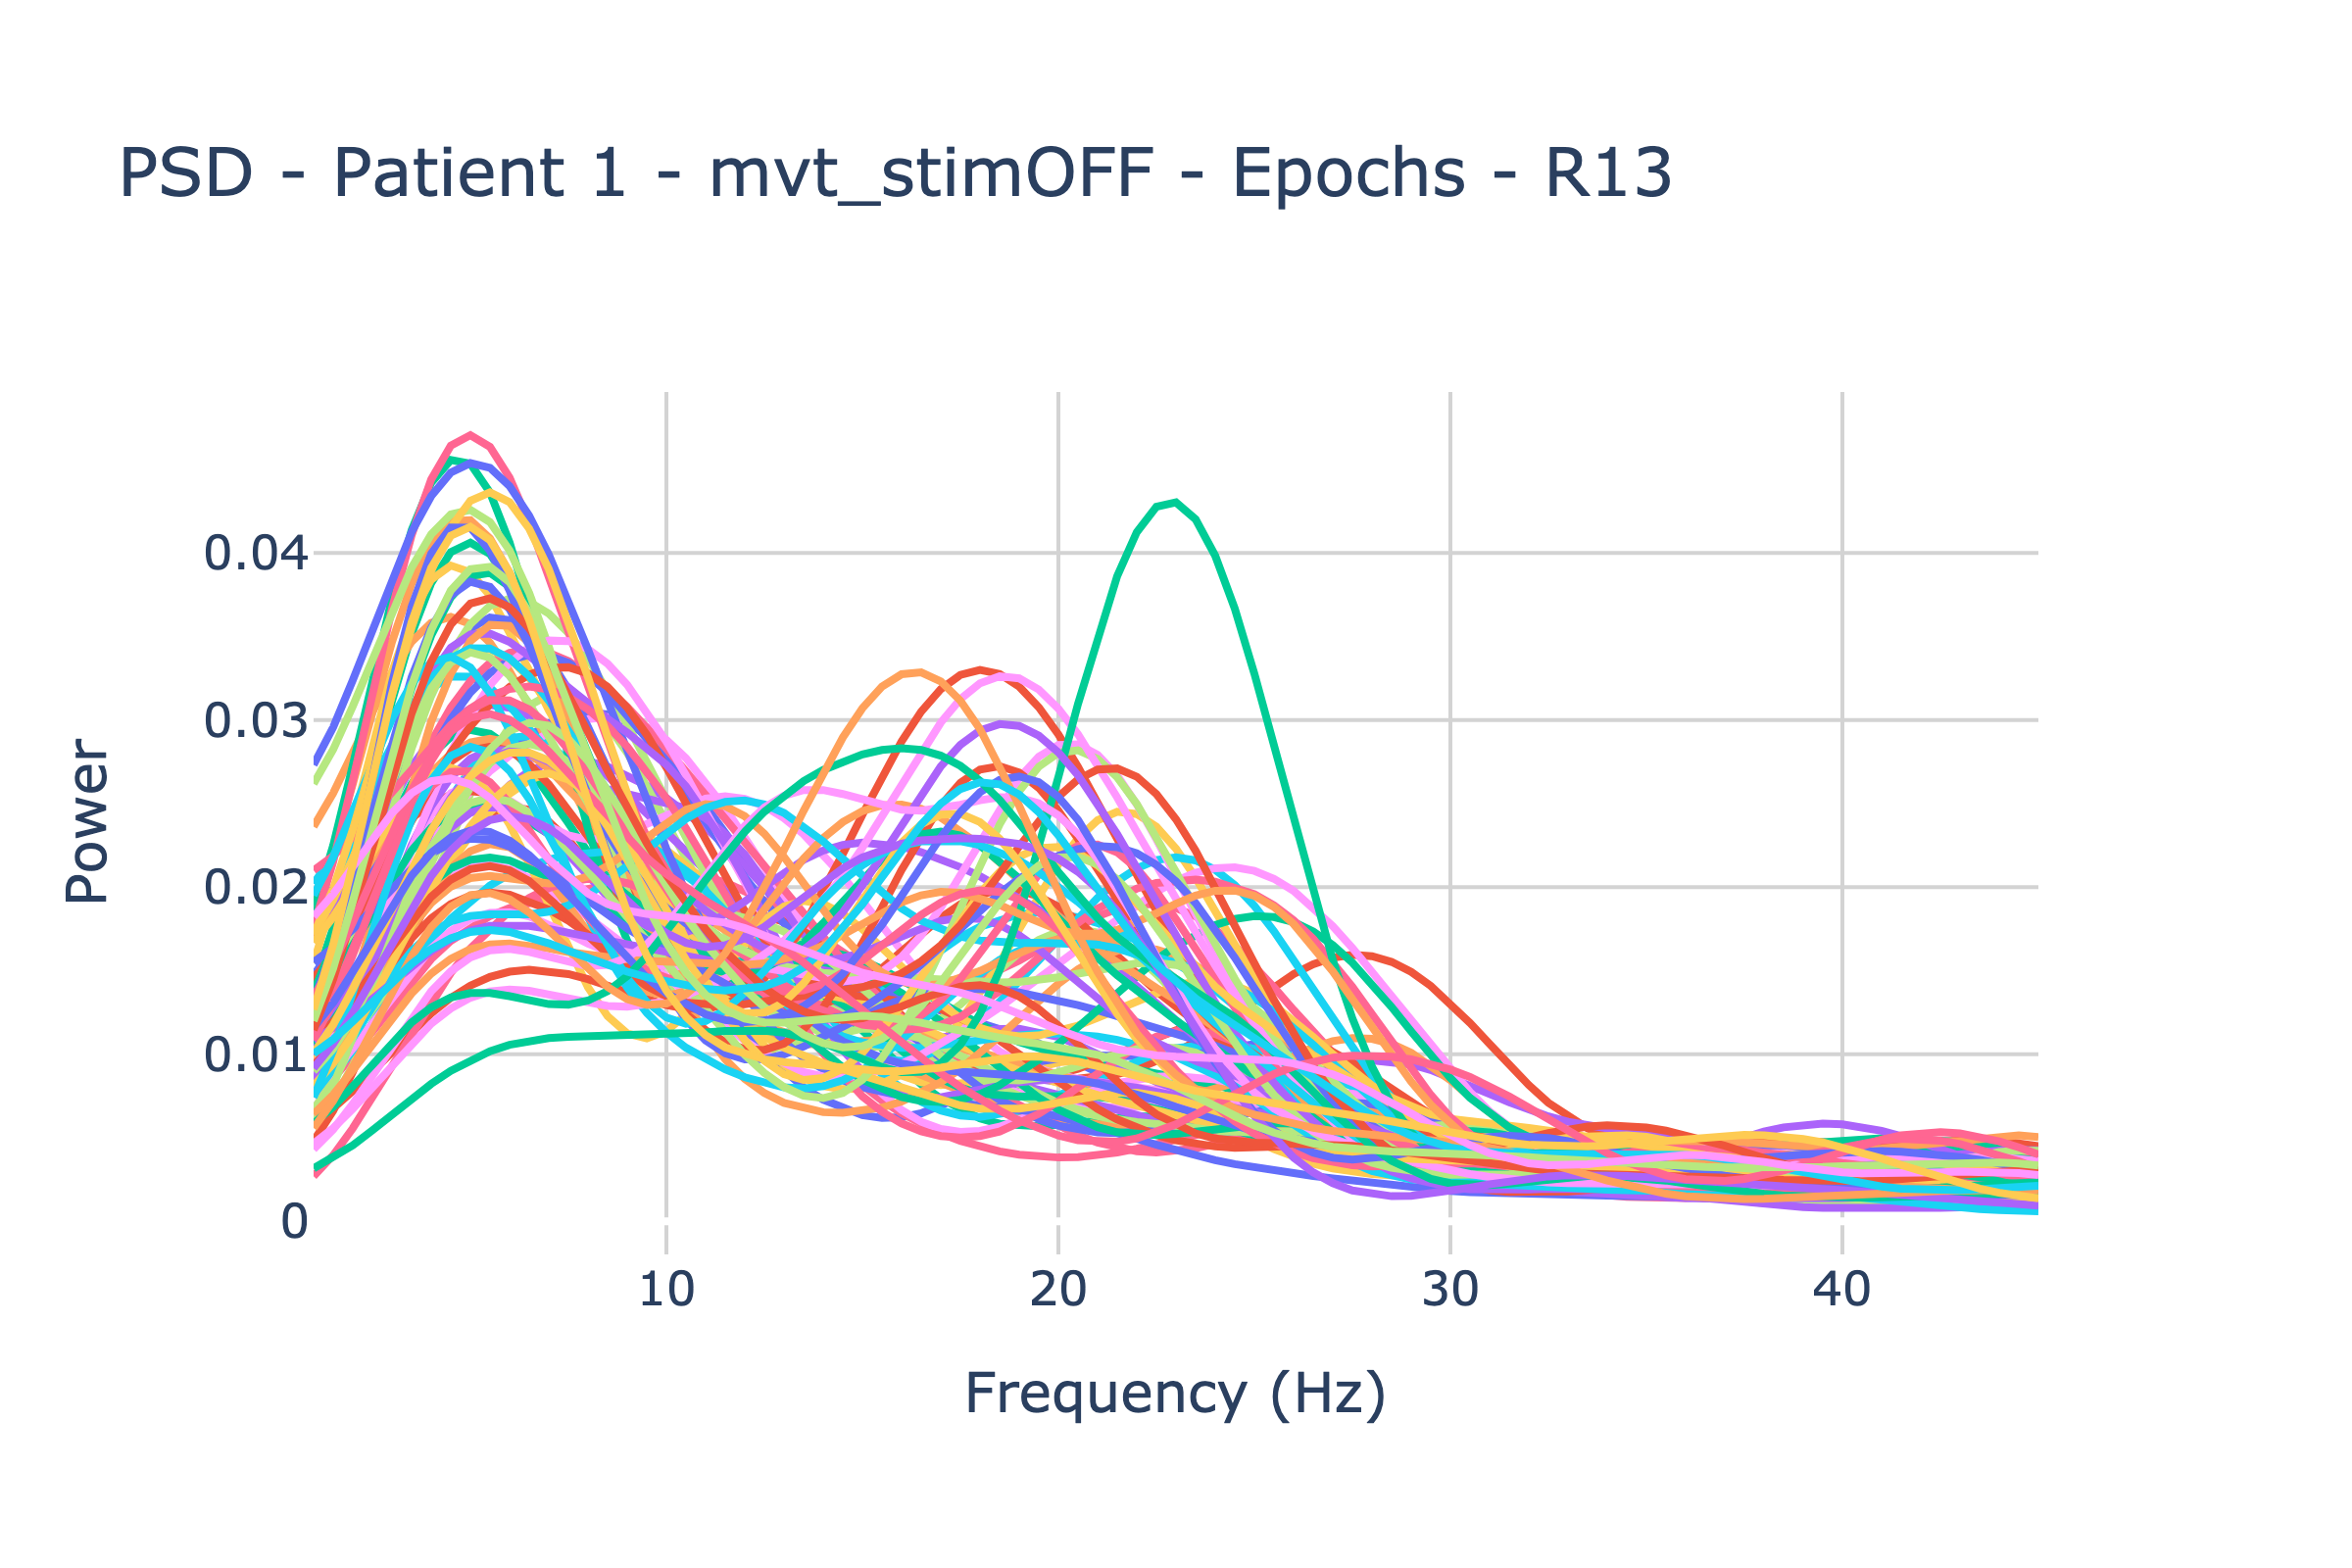 PSD - Patient 1 - mvt_stimOFF - Epochs - R13
Power
0.04
0.03
0.02
0.01
0
10 20 30 40
Frequency (Hz)